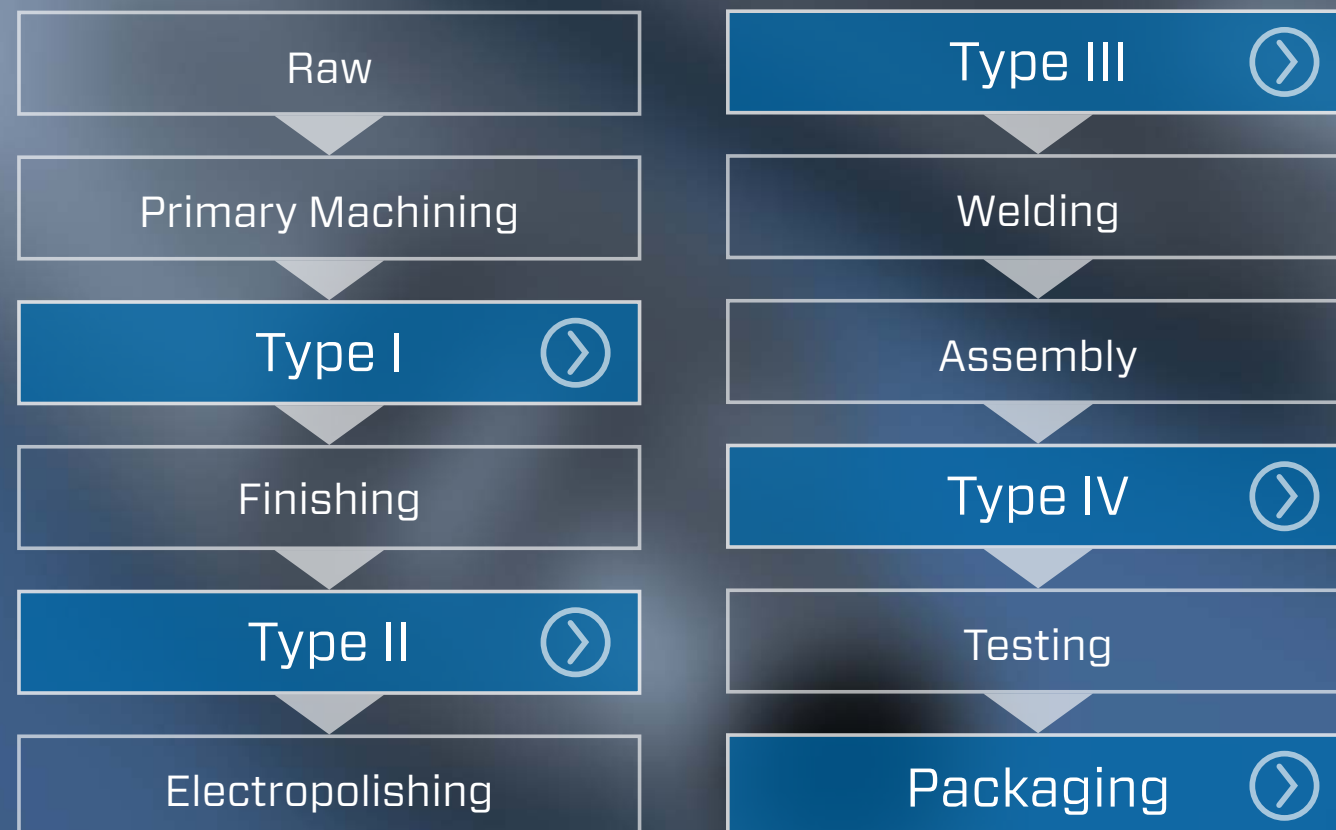 Raw
Primary Machining
Type I
Finishing
Type II
Electropolishing
Type III
Welding
Assembly
Type IV
Testing
Packaging